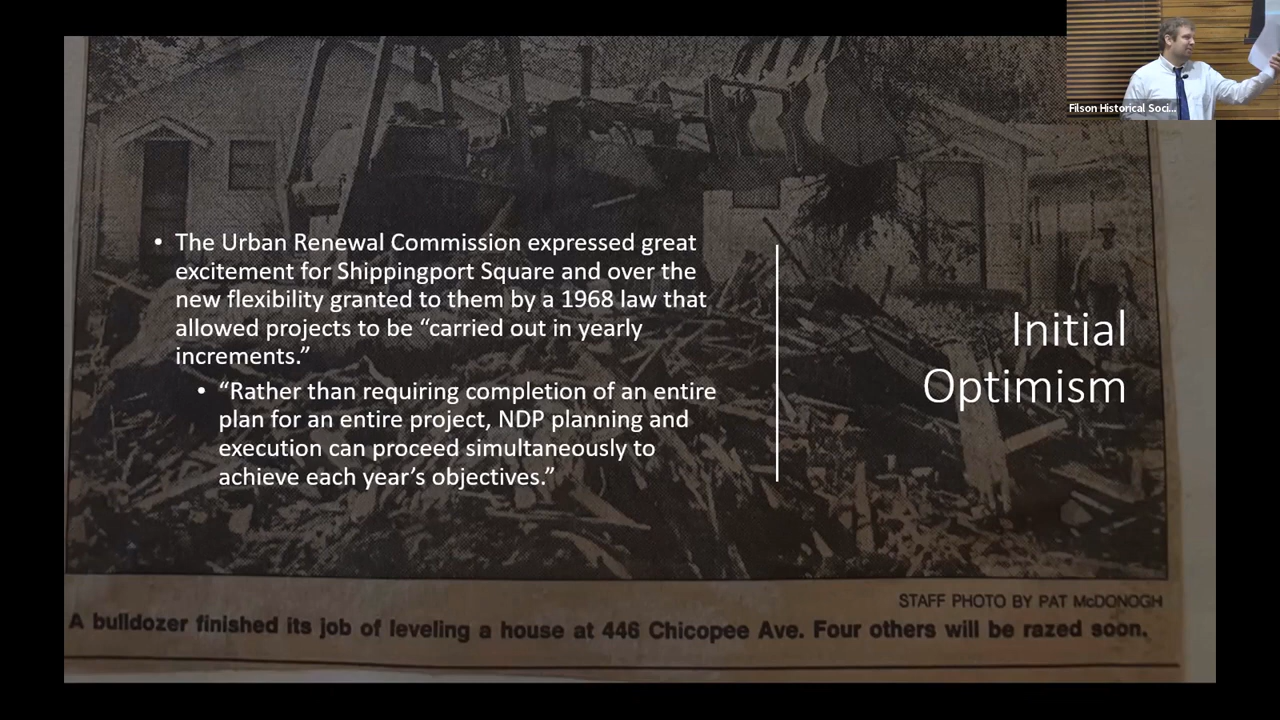 Filson Historical Soci...
• The Urban Renewal Commission expressed great
excitement for Shippingport Square and over the
new flexibility granted to them by a 1968 law that
allowed projects to be “carried out in yearly
increments.”
• “Rather than requiring completion of an entire
plan for an entire project, NDP planning and
execution can proceed simultaneously to
achieve each year’s objectives.”
Initial
Optimism
STAFF PHOTO BY PAT McDONOGH
A bulldozer finished its job of leveling a house at 446 Chicopee Ave. Four others will be razed soon.